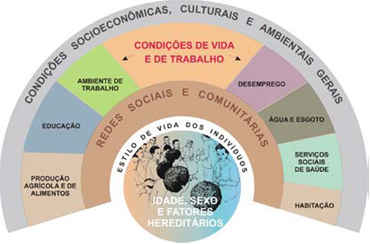 CONDIÇÕES SOCIOECONÔMICAS, CULTURAIS E AMBIENTAIS GERAIS
CONDIÇÕES DE VIDA
E DE TRABALHO
AMBIENTE DE
TRABALHO
DESEMPREGO
EDUCAÇÃO
ÁGUA E ESGOTO
PRODUÇÃO
AGRÍCOLA E DE
ALIMENTOS
SERVIÇOS
SOCIAIS
DE SAÚDE
HABITAÇÃO
REDES SOCIAIS E COMUNITÁRIAS
ESTILO DE VIDA DOS INDIVÍDUOS
IDADE, SEXO
E FATORES
HEREDITÁRIOS